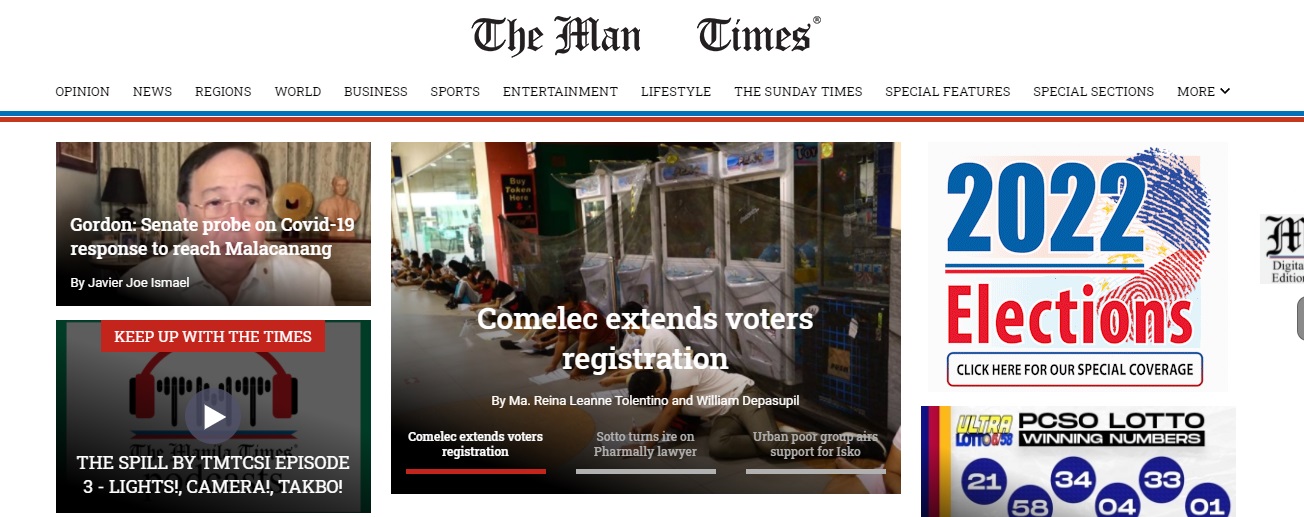 The Man Times®
OPINION NEWS REGIONS WORLD BUSINESS SPORTS ENTERTAINMENT LIFESTYLE THE SUNDAY TIMES SPECIAL FEATURES SPECIAL SECTIONS MORE
Gordon: Senate probe on Covid-19
response to reach Malacanang
By Javier Joe Ismael
KEEP UP WITH THE TIMES
The Manila Times
THE SPILL BY TMTCSI EPISODE
3 - LIGHTS!, CAMERA!, TAKBO!
Buy
Token
Here
Comelec extends voters
registration
By Ma. Reina Leanne Tolentino and William Depasupil
Comelec extends voters
registration
Sotto turns ire on
Pharmally lawyer
Urban poor group airs
support for Isko
2022
Elections
CLICK HERE FOR OUR SPECIAL COVERAGE
ULTRA
LOTTO6/58
PCSO LOTTO
WINNING NUMBERS
21 58 34 04 33 01
M
Digita
Edition